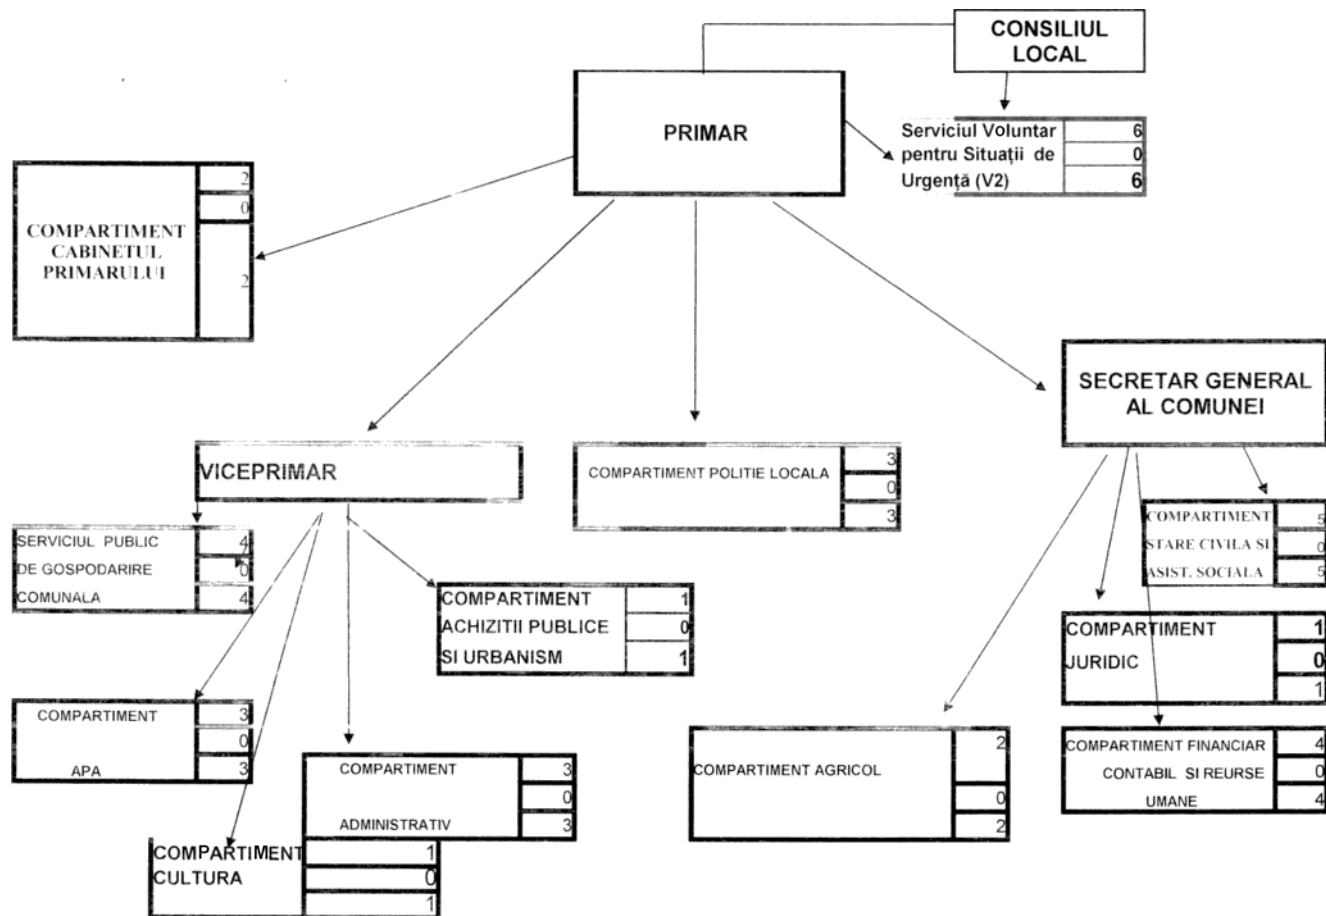 CONSILIUL
LOCAL
PRIMAR
Serviciul Voluntar 6
pentru Situații de 0
Urgență (V2) 6
2
0
COMPARTIMENT
CABINETUL
PRIMARULUI
2
SECRETAR GENERAL
AL COMUNEI
VICEPRIMAR
COMPARTIMENT POLITIE LOCALA 3
0
3
SERVICIUL PUBLIC 4
DE GOSPODARIRE 0
COMUNALA 4
COMPARTIMENT 5
STARE CIVILA SI 0
ASIST. SOCIALA 5
COMPARTIMENT 1
ACHIZITII PUBLICE 0
SI URBANISM 1
COMPARTIMENT 1
JURIDIC 0
1
COMPARTIMENT 3
0
APA 3
COMPARTIMENT 3
0
ADMINISTRATIV 3
2
COMPARTIMENT AGRICOL
0
2
COMPARTIMENT FINANCIAR 4
CONTABIL SI REURSE 0
UMANE 4
COMPARTIMENT 1
CULTURA 0
1